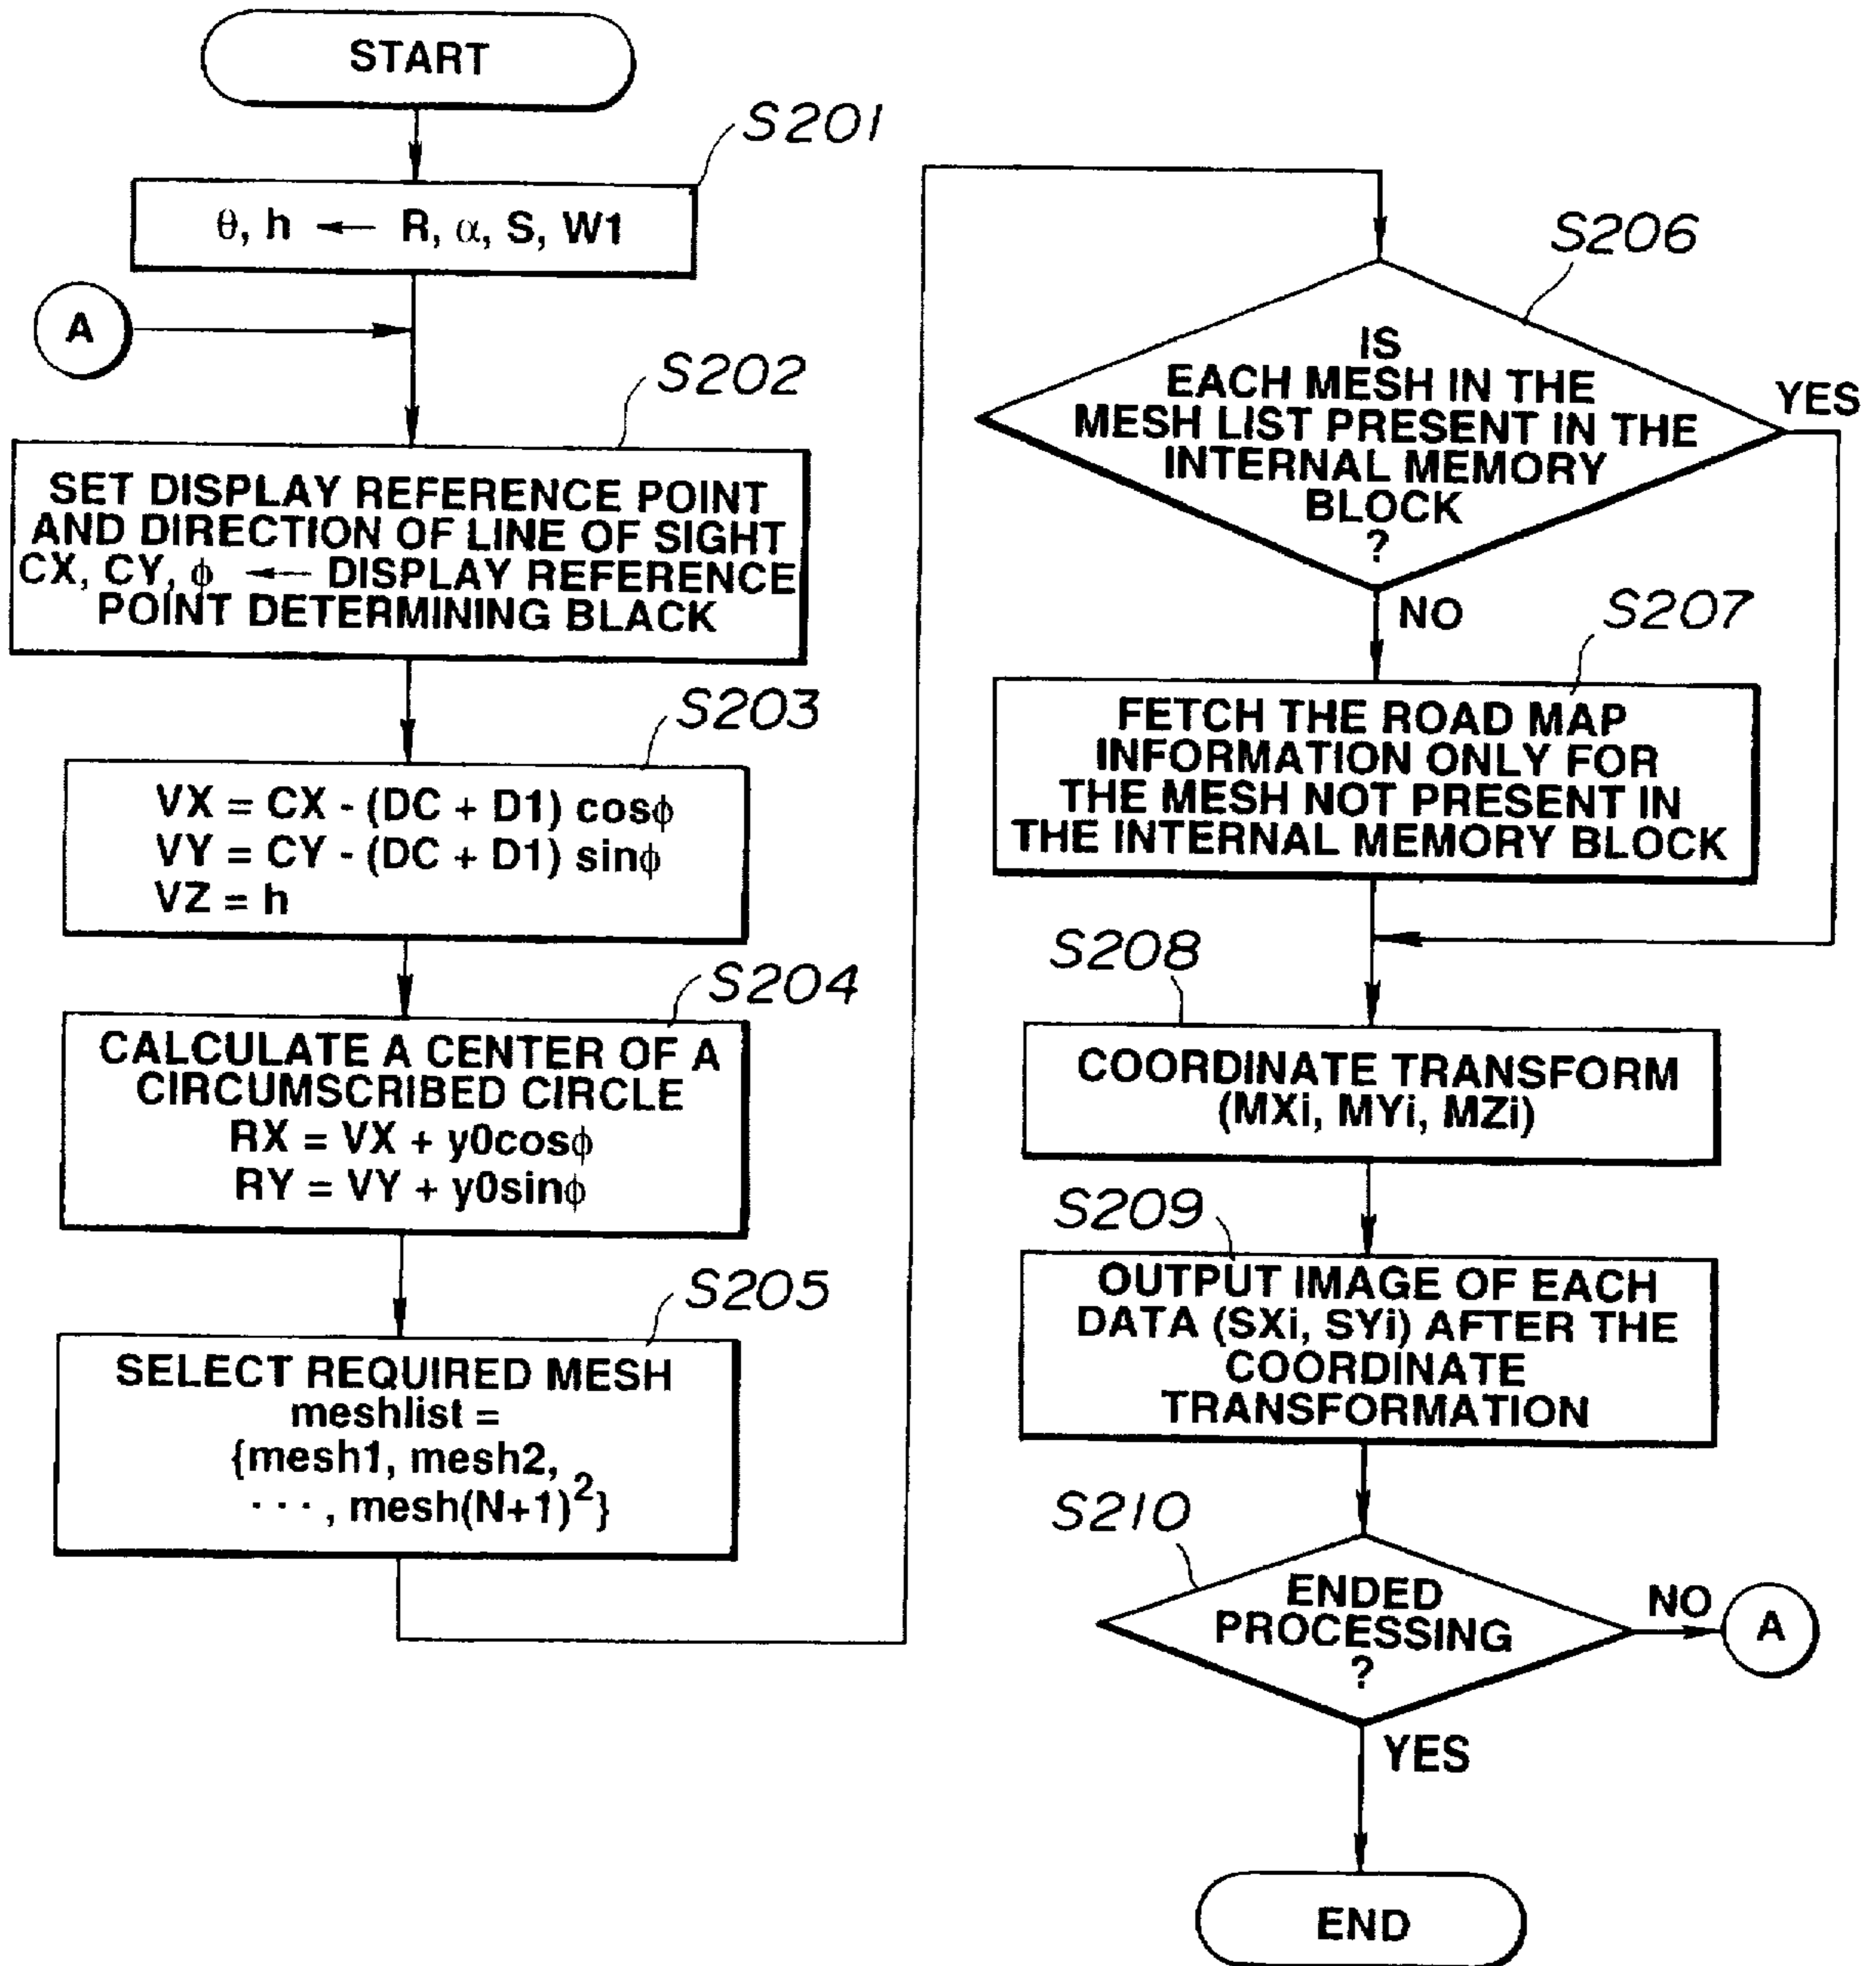 START
S201
θ, h ← R, α, S, W1
A
S202
SET DISPLAY REFERENCE POINT
AND DIRECTION OF LINE OF SIGHT
CX, CY, ϕ ← DISPLAY REFERENCE
POINT DETERMINING BLACK
S203
VX = CX - (DC + D1) cosϕ
VY = CY - (DC + D1) sinϕ
VZ = h
S204
CALCULATE A CENTER OF A
CIRCUMSCRIBED CIRCLE
RX = VX + y0cosϕ
RY = VY + y0sinϕ
S205
SELECT REQUIRED MESH
meshlist =
{mesh1, mesh2,
···, mesh(N+1)²}
S206
IS
EACH MESH IN THE
MESH LIST PRESENT IN THE
INTERNAL MEMORY
BLOCK
?
YES
NO
S207
FETCH THE ROAD MAP
INFORMATION ONLY FOR
THE MESH NOT PRESENT IN
THE INTERNAL MEMORY BLOCK
S208
COORDINATE TRANSFORM
(MXi, MYi, MZi)
S209
OUTPUT IMAGE OF EACH
DATA (SXi, SYi) AFTER THE
COORDINATE
TRANSFORMATION
S210
ENDED
PROCESSING
?
NO
A
YES
END